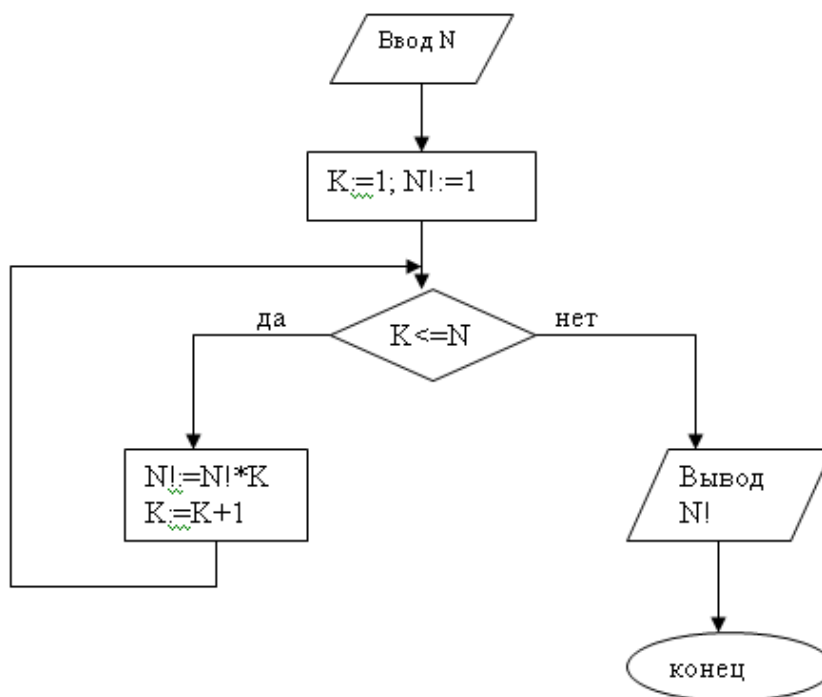 Ввод N
K:=1; N!:=1
да
K<=N
нет
N!:=N!*K
K:=K+1
Вывод
N!
конец